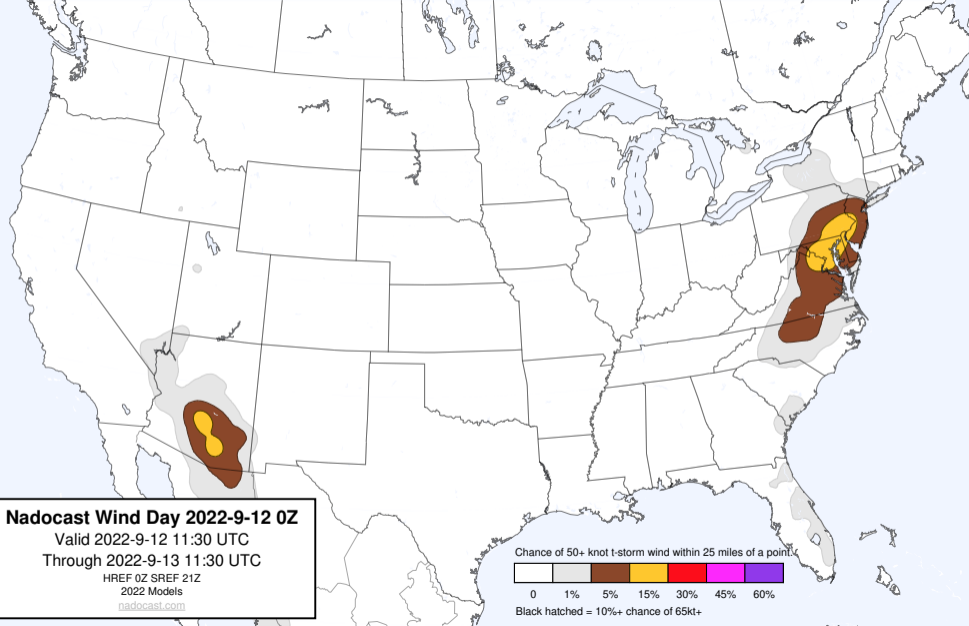 Nadocast Wind Day 2022-9-12 0Z
Valid 2022-9-12 11:30 UTC
Through 2022-9-13 11:30 UTC
HREF 0Z SREF 21Z
2022 Models
nadocast.com
Chance of 50+ knot t-storm wind within 25 miles of a point.
0 1% 5% 15% 30% 45% 60%
Black hatched = 10%+ chance of 65kt+